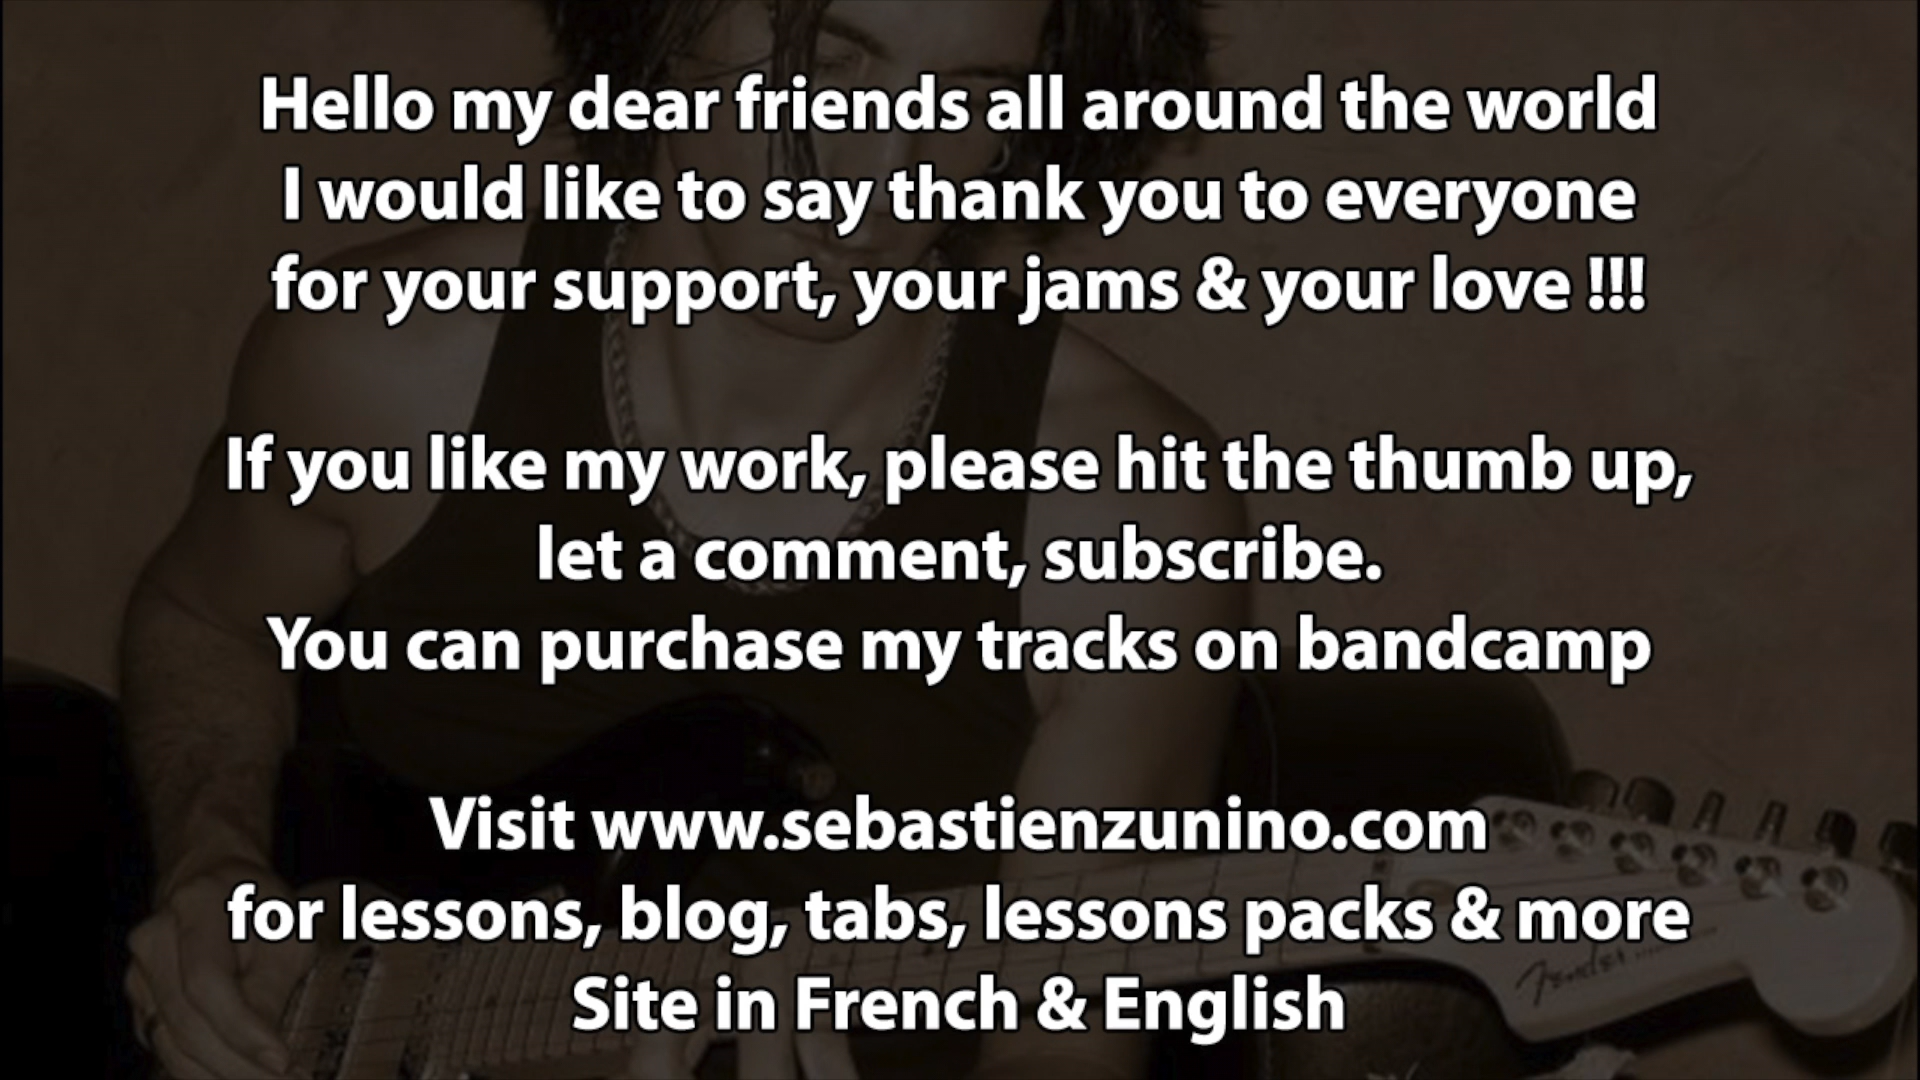 Hello my dear friends all around the world
I would like to say thank you to everyone
for your support, your jams & your love !!!
If you like my work, please hit the thumb up,
let a comment, subscribe.
You can purchase my tracks on bandcamp
Visit www.sebastienzunino.com
for lessons, blog, tabs, lessons packs & more
Site in French & English
Fender